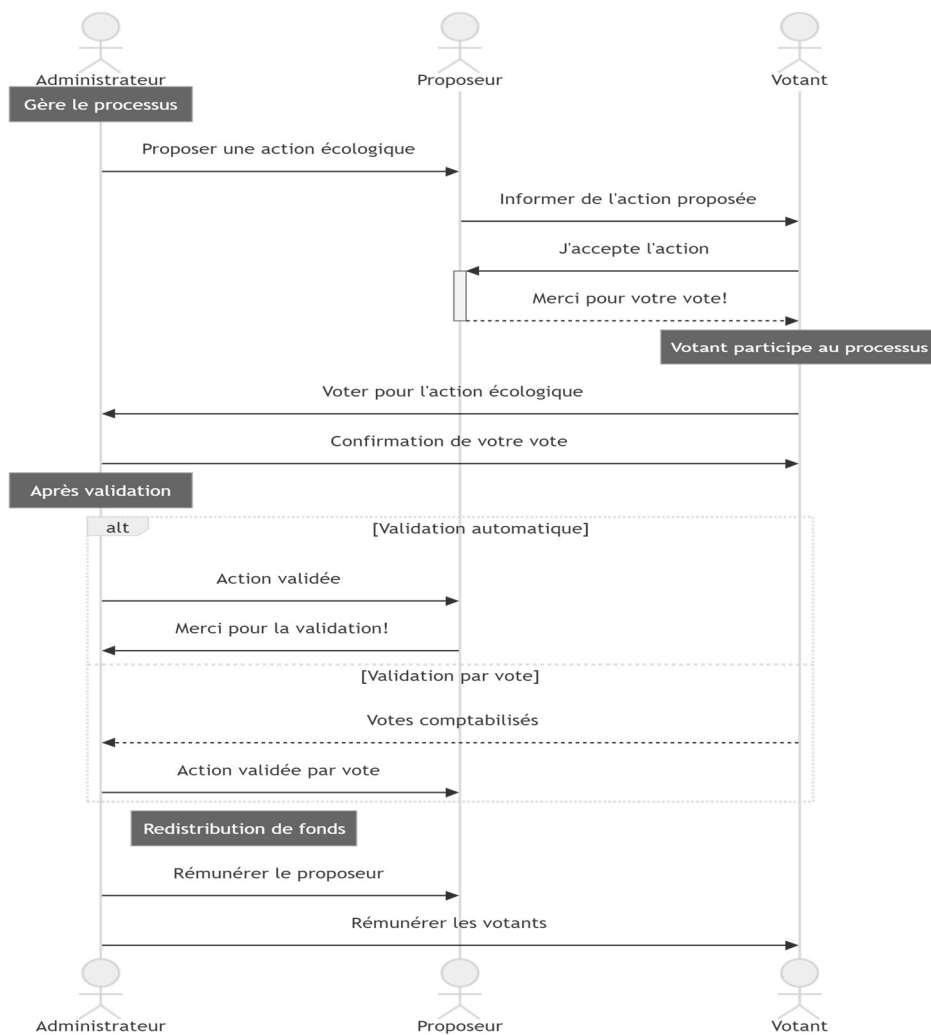 Administrateur
Proposeur
Votant
Gère le processus
Proposer une action écologique
Informer de l'action proposée
J'accepte l'action
Merci pour votre vote!
Votant participe au processus
Voter pour l'action écologique
Confirmation de votre vote
Après validation
alt
[Validation automatique]
Action validée
Merci pour la validation!
[Validation par vote]
Votes comptabilisés
Action validée par vote
Redistribution de fonds
Rémunérer le proposeur
Rémunérer les votants
Administrateur
Proposeur
Votant